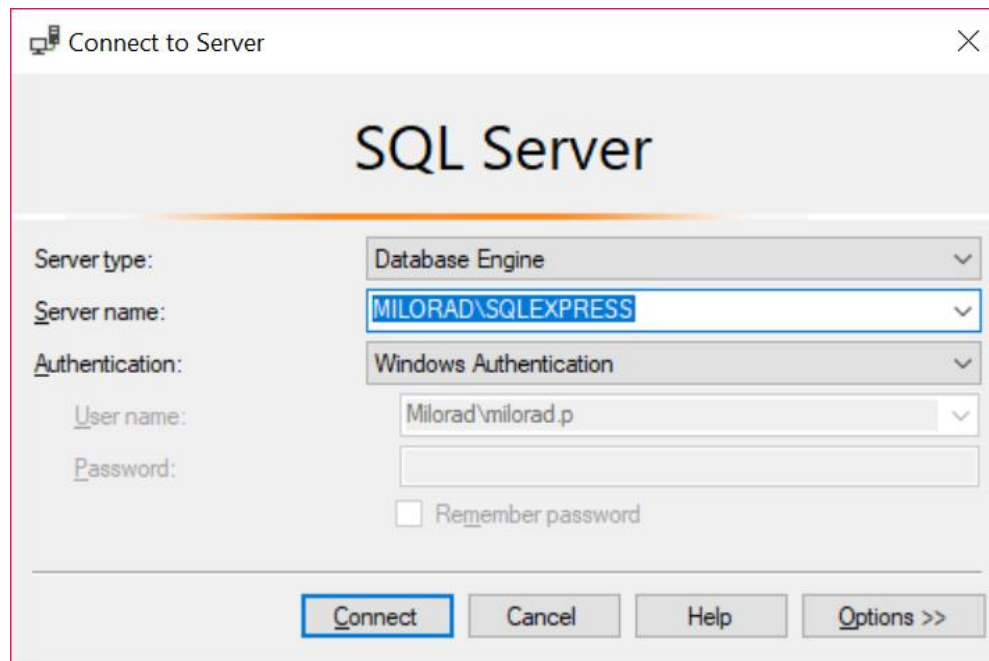 Connect to Server
SQL Server
Server type: Database Engine
Server name: MILORAD\SQLEXPRESS
Authentication: Windows Authentication
User name: Milorad\milorad.p
Password:
Remember password
Connect Cancel Help Options >>